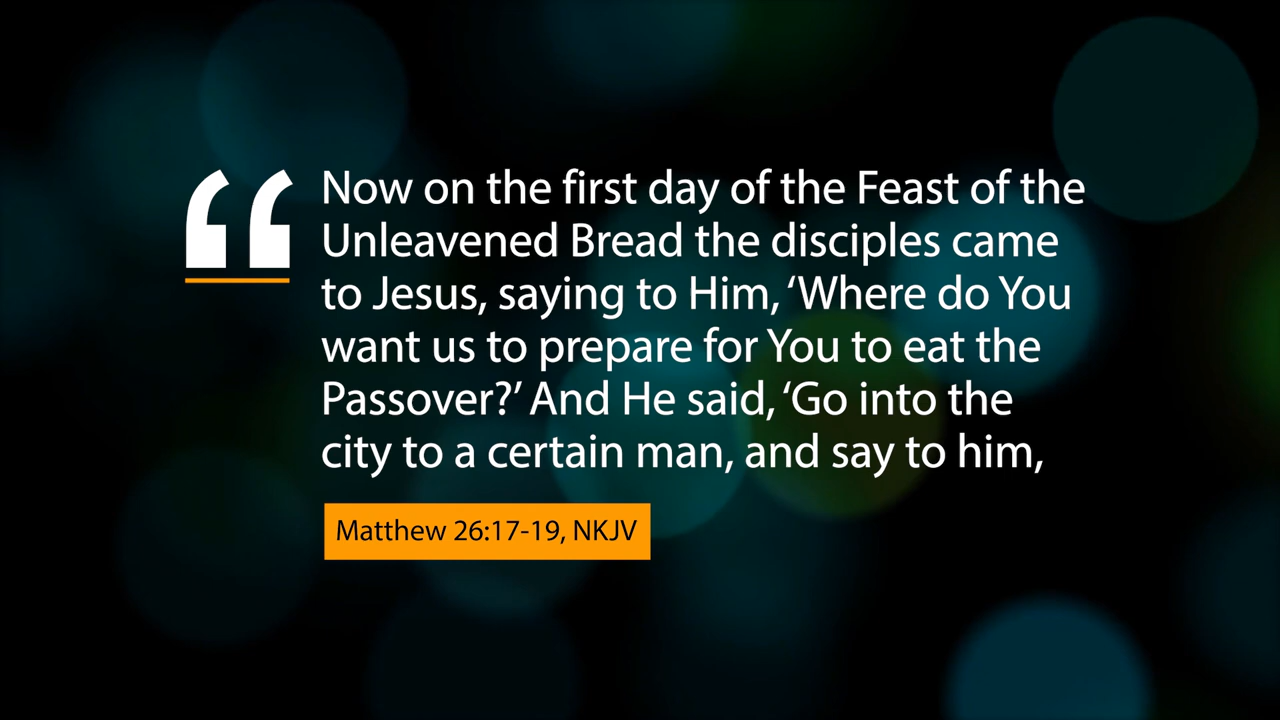 “
Now on the first day of the Feast of the
Unleavened Bread the disciples came
to Jesus, saying to Him, ‘Where do You
want us to prepare for You to eat the
Passover?’ And He said, ‘Go into the
city to a certain man, and say to him,
Matthew 26:17-19, NKJV